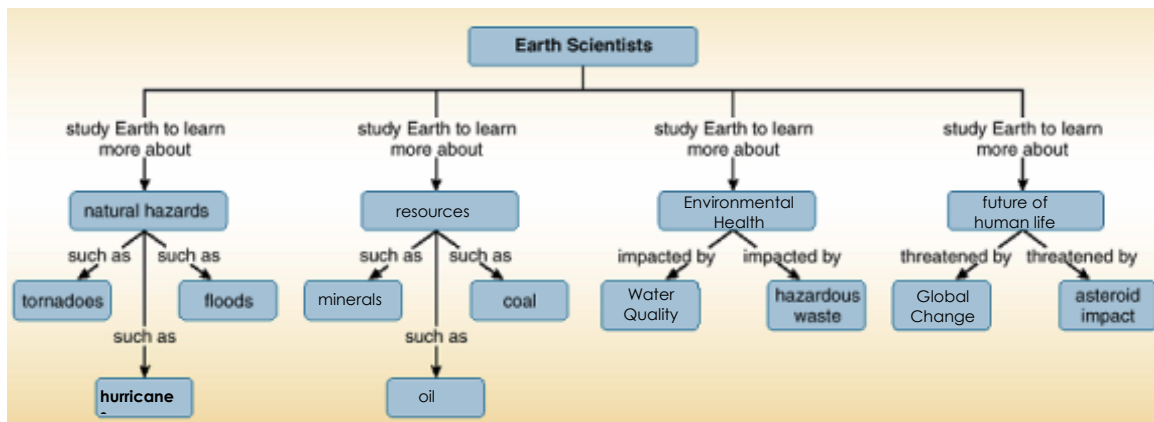 Earth Scientists
study Earth to learn
more about
study Earth to learn
more about
study Earth to learn
more about
study Earth to learn
more about
natural hazards
resources
Environmental
Health
future of
human life
such as
such as
such as
such as
impacted by
impacted by
threatened by
threatened by
tornadoes
floods
minerals
coal
Water
Quality
hazardous
waste
Global
Change
asteroid
impact
such as
such as
hurricane
oil